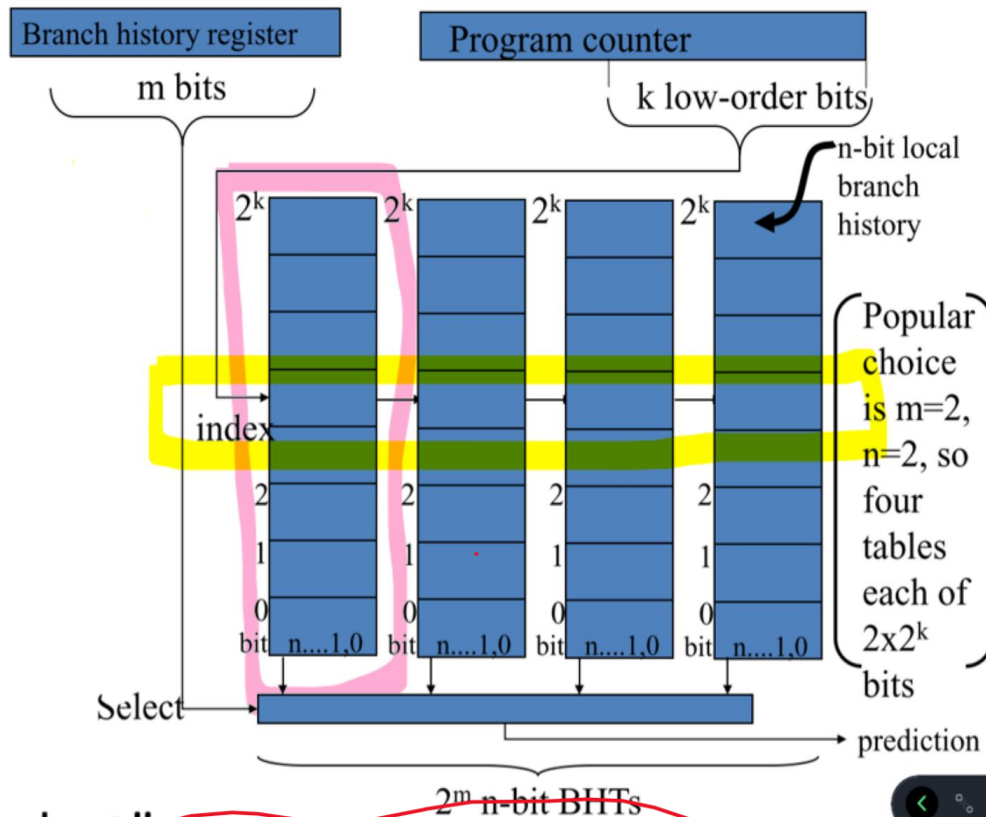 Branch history register
Program counter
m bits
k low-order bits
n-bit local
branch
history
2ᵏ 2ᵏ 2ᵏ 2ᵏ
Popular
choice
is m=2,
n=2, so
four
tables
each of
2x2ᵏ
bits
index
2 2 2 2
1 1 1 1
0 0 0 0
bit n....1,0 bit n....1,0 bit n....1,0 bit n....1,0
Select
prediction
2ᵐ n-bit BHTs